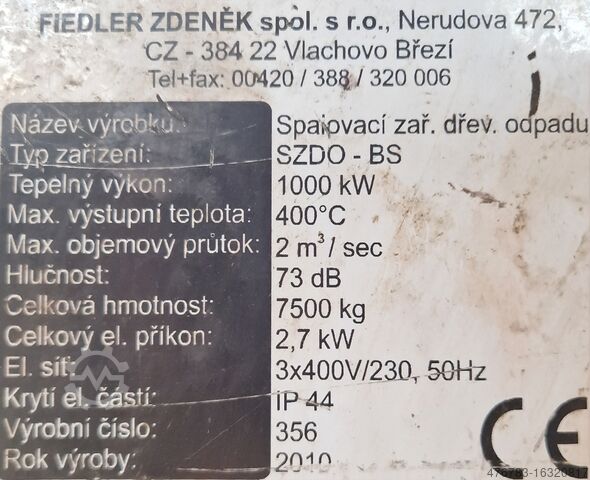 FIEDLER ZDENĚK spol. s r.o., Nerudova 472,
CZ - 384 22 Vlachovo Březí
Tel+fax: 00420 / 388 / 320 006
Název výrobku: Spalovací zař. dřev. odpadu
Typ zařízení: SZDO - BS
Tepelný výkon: 1000 kW
Max. výstupní teplota: 400°C
Max. objemový průtok: 2 m³/ sec
Hlučnost: 73 dB
Celková hmotnost: 7500 kg
Celkový el. příkon: 2,7 kW
El. síť: 3x400V/230, 50Hz
Krytí el. částí: IP 44
Výrobní číslo: 356
Rok výroby: 2010
CE